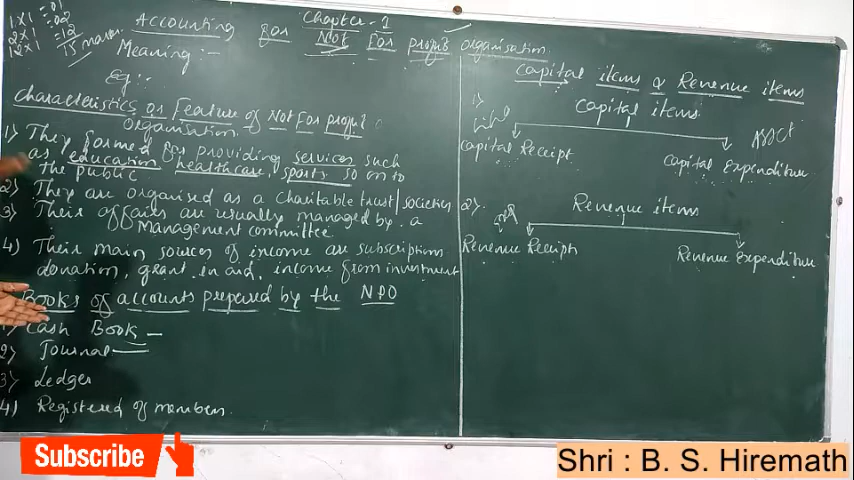 1x1 = 01
2x1 = 02
12x1 = 12
15 marks
Chapter - 1
Accounting for Not For profit organisation
Meaning :-
Eg :-
Characteristics or Feature of Not For profit
Organisation
1) They formed for providing services such
as education healthcare, sports so on to
the public
2) They are organised as a charitable trust/societies
3) Their affairs are usually managed by a
Management committee
4) Their main sources of income are subscription
donation, grant in aid, income from investment
Books of accounts prepared by the NPO
1) Cash Book -
2) Journal -
3) Ledger
4) Registered of members.
Capital items & Revenue items
1)
Capital items
Capital Receipt
Capital Expenditure
2)
Revenue items
Revenue Receipts
Revenue Expenditure
Subscribe
Shri : B. S. Hiremath